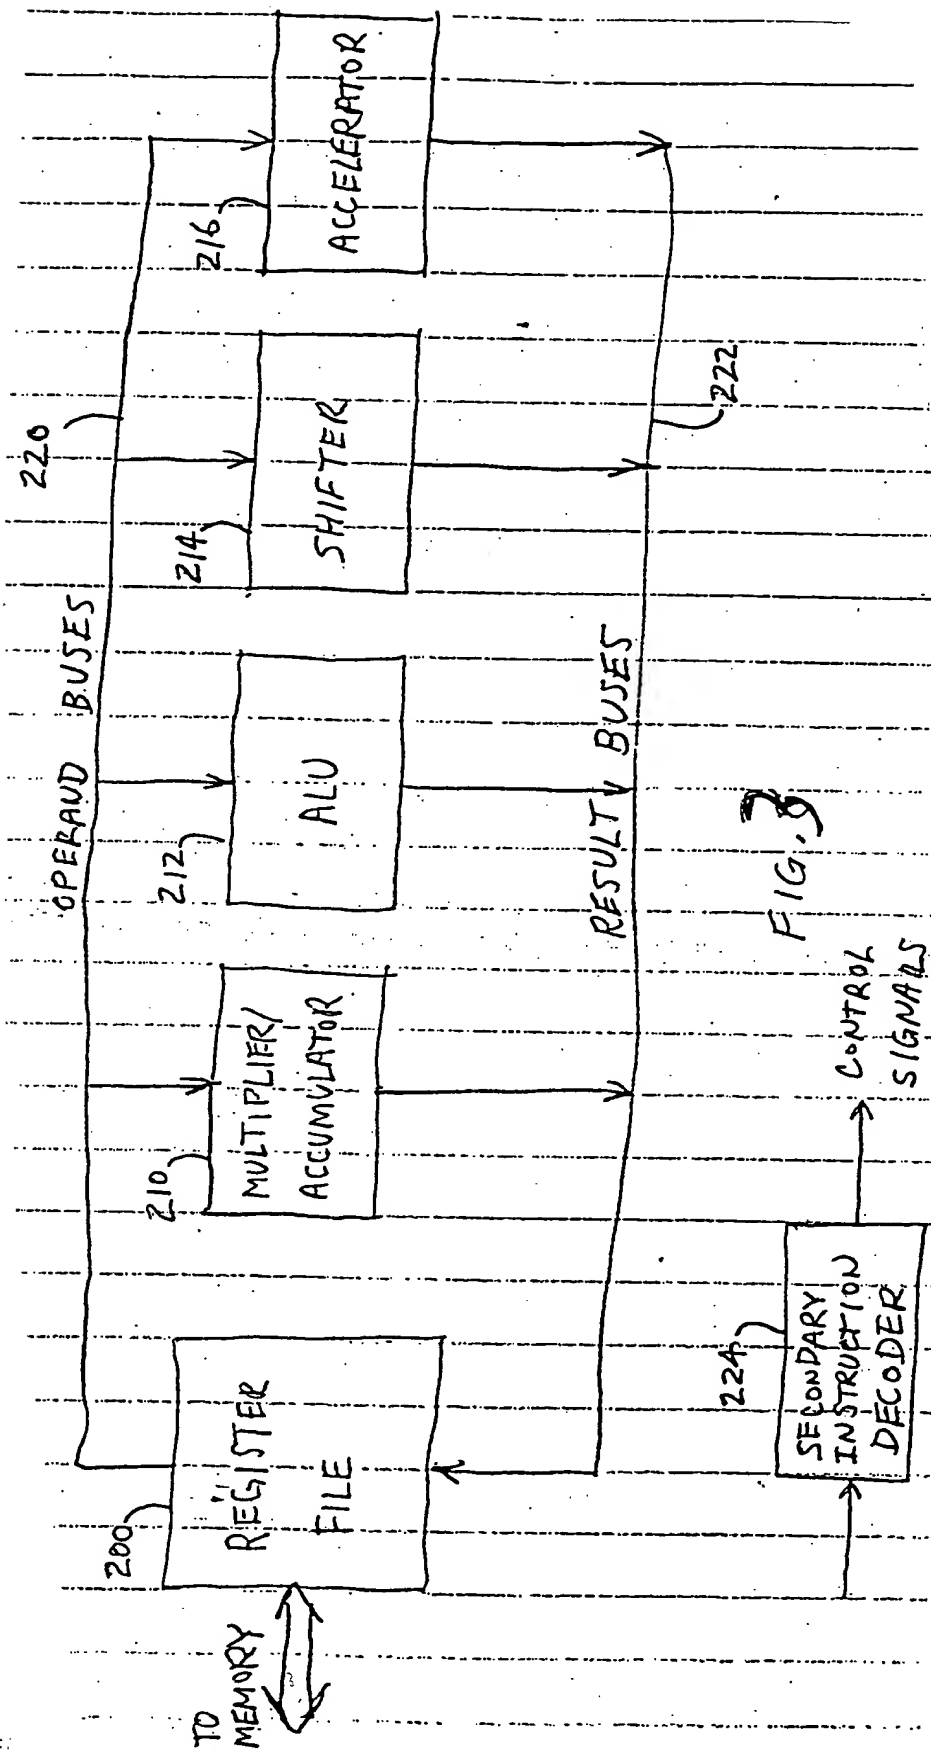 220
OPERAND BUSES
200
REGISTER
FILE
TO
MEMORY
210
MULTIPLIER/
ACCUMULATOR
212
ALU
214
SHIFTER
216
ACCELERATOR
RESULT BUSES
222
224
SECONDARY
INSTRUCTION
DECODER
CONTROL
SIGNALS
FIG. 3